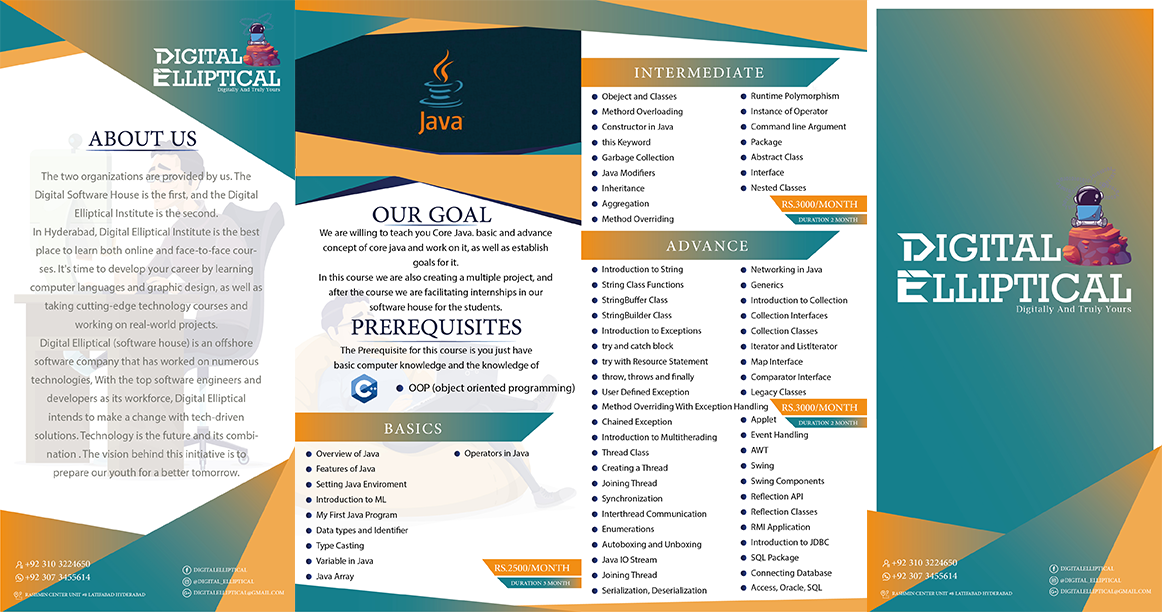 DIGITAL
ELLIPTICAL
Digitally And Truly Yours
ABOUT US
The two organizations are provided by us. The
Digital Software House is the first, and the Digital
Elliptical Institute is the second.
In Hyderabad, Digital Elliptical Institute is the best
place to learn both online and face-to-face cour-
ses. It's time to develop your career by learning
computer languages and graphic design, as well as
taking cutting-edge technology courses and
working on real-world projects.
Digital Elliptical (software house) is an offshore
software company that has worked on numerous
technologies, With the top software engineers and
developers as its workforce, Digital Elliptical
intends to make a change with tech-driven
solutions. Technology is the future and its combi-
nation . The vision behind this initiative is to
prepare our youth for a better tomorrow.
+92 310 3224650
+92 307 3455614
RAHIMIN CENTER UNIT #6 LATIFABAD HYDERABAD
DIGITALELLIPTICAL
@DIGITAL_ELLIPTICAL
DIGITALELLIPTICAL@GMAIL.COM
Java
OUR GOAL
We are willing to teach you Core Java. basic and advance
concept of core java and work on it, as well as establish
goals for it.
In this course we are also creating a multiple project, and
after the course we are facilitating internships in our
software house for the students.
PREREQUISITES
The Prerequisite for this course is you just have
basic computer knowledge and the knowledge of
C++
OOP (object oriented programming)
BASICS
Overview of Java
Features of Java
Setting Java Enviroment
Introduction to ML
My First Java Program
Data types and Identifier
Type Casting
Variable in Java
Java Array
Operators in Java
RS.2500/MONTH
DURATION 3 MONTH
INTERMEDIATE
Obeject and Classes
Methord Overloading
Constructor in Java
this Keyword
Garbage Collection
Java Modifiers
Inheritance
Aggregation
Method Overriding
Runtime Polymorphism
Instance of Operator
Command line Argument
Package
Abstract Class
Interface
Nested Classes
RS.3000/MONTH
DURATION 2 MONTH
ADVANCE
Introduction to String
String Class Functions
StringBuffer Class
StringBuilder Class
Introduction to Exceptions
try and catch block
try with Resource Statement
throw, throws and finally
User Defined Exception
Method Overriding With Exception Handling
Chained Exception
Introduction to Multitherading
Thread Class
Creating a Thread
Joining Thread
Synchronization
Interthread Communication
Enumerations
Autoboxing and Unboxing
Java IO Stream
Joining Thread
Serialization, Deserialization
Networking in Java
Generics
Introduction to Collection
Collection Interfaces
Collection Classes
Iterator and ListIterator
Map Interface
Comparator Interface
Legacy Classes
RS.3000/MONTH
DURATION 2 MONTH
Applet
Event Handling
AWT
Swing
Swing Components
Reflection API
Reflection Classes
RMI Application
Introduction to JDBC
SQL Package
Connecting Database
Access, Oracle, SQL
DIGITAL
ELLIPTICAL
Digitally And Truly Yours
+92 310 3224650
+92 307 3455614
RAHIMIN CENTER UNIT #6 LATIFABAD HYDERABAD
DIGITALELLIPTICAL
@DIGITAL_ELLIPTICAL
DIGITALELLIPTICAL@GMAIL.COM